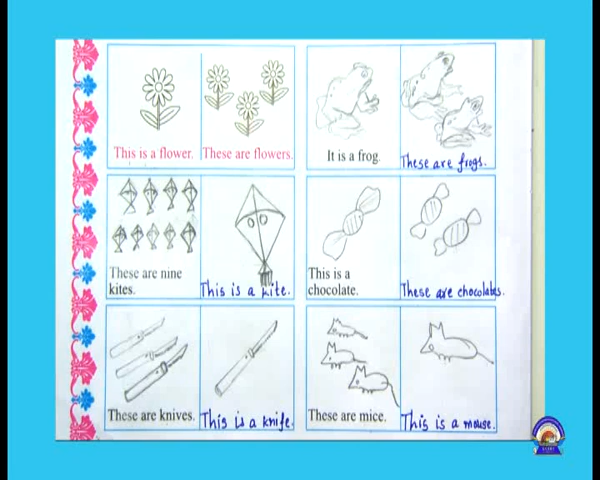 This is a flower.
These are flowers.
It is a frog.
These are frogs.
These are nine
kites.
This is a kite.
This is a
chocolate.
These are chocolates.
These are knives.
This is a knife.
These are mice.
This is a mouse.